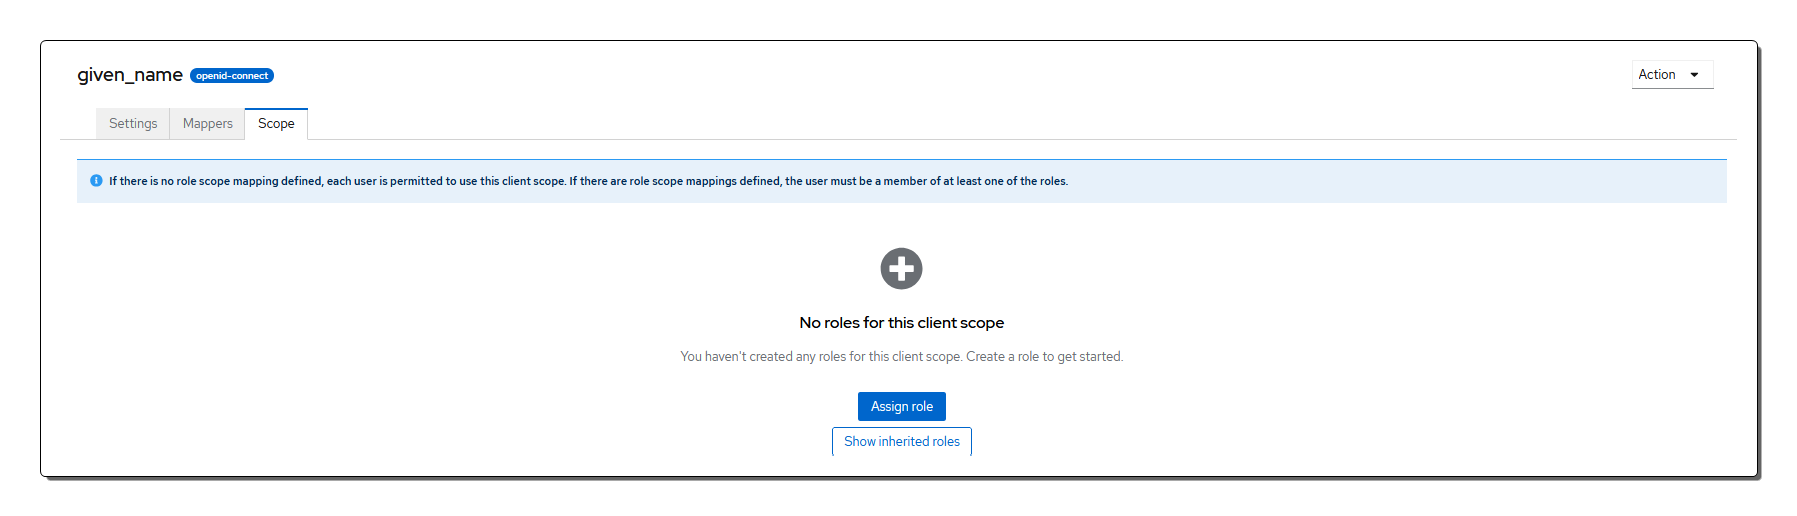 given_name openid-connect
Action
Settings Mappers Scope
If there is no role scope mapping defined, each user is permitted to use this client scope. If there are role scope mappings defined, the user must be a member of at least one of the roles.
No roles for this client scope
You haven't created any roles for this client scope. Create a role to get started.
Assign role
Show inherited roles